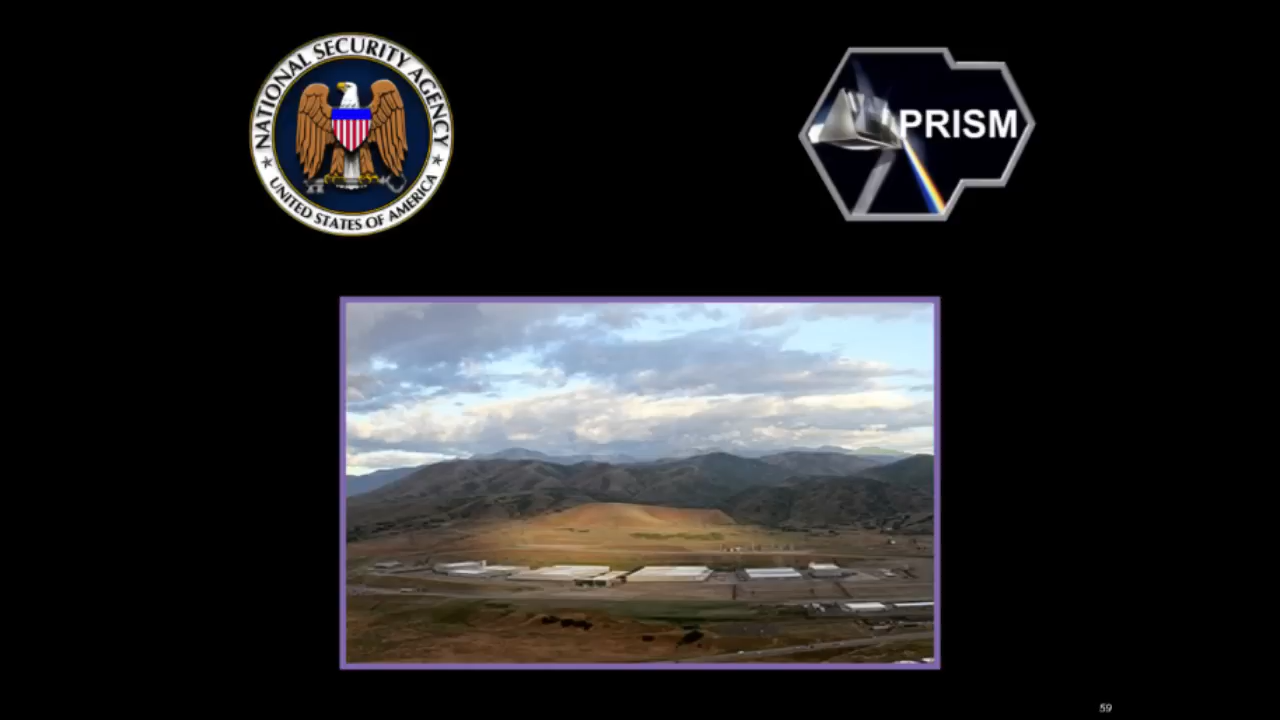 NATIONAL SECURITY AGENCY
UNITED STATES OF AMERICA
PRISM
59